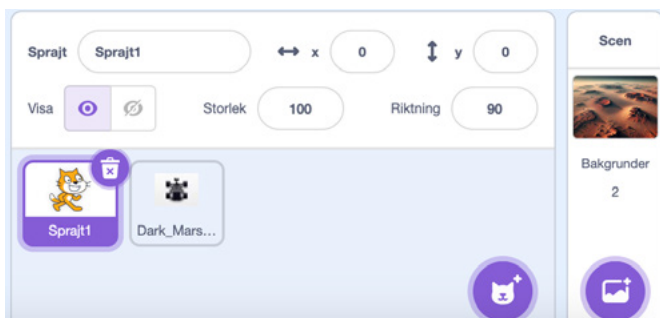 Sprajt Sprajt1 x 0 y 0
Visa Storlek 100 Riktning 90
Sprajt1 Dark_Mars...
Scen
Bakgrunder
2